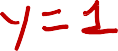 y = 1